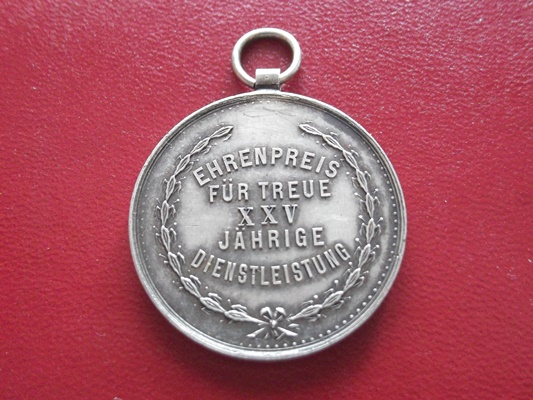 EHRENPREIS
FÜR TREUE
XXV
JÄHRIGE
DIENSTLEISTUNG